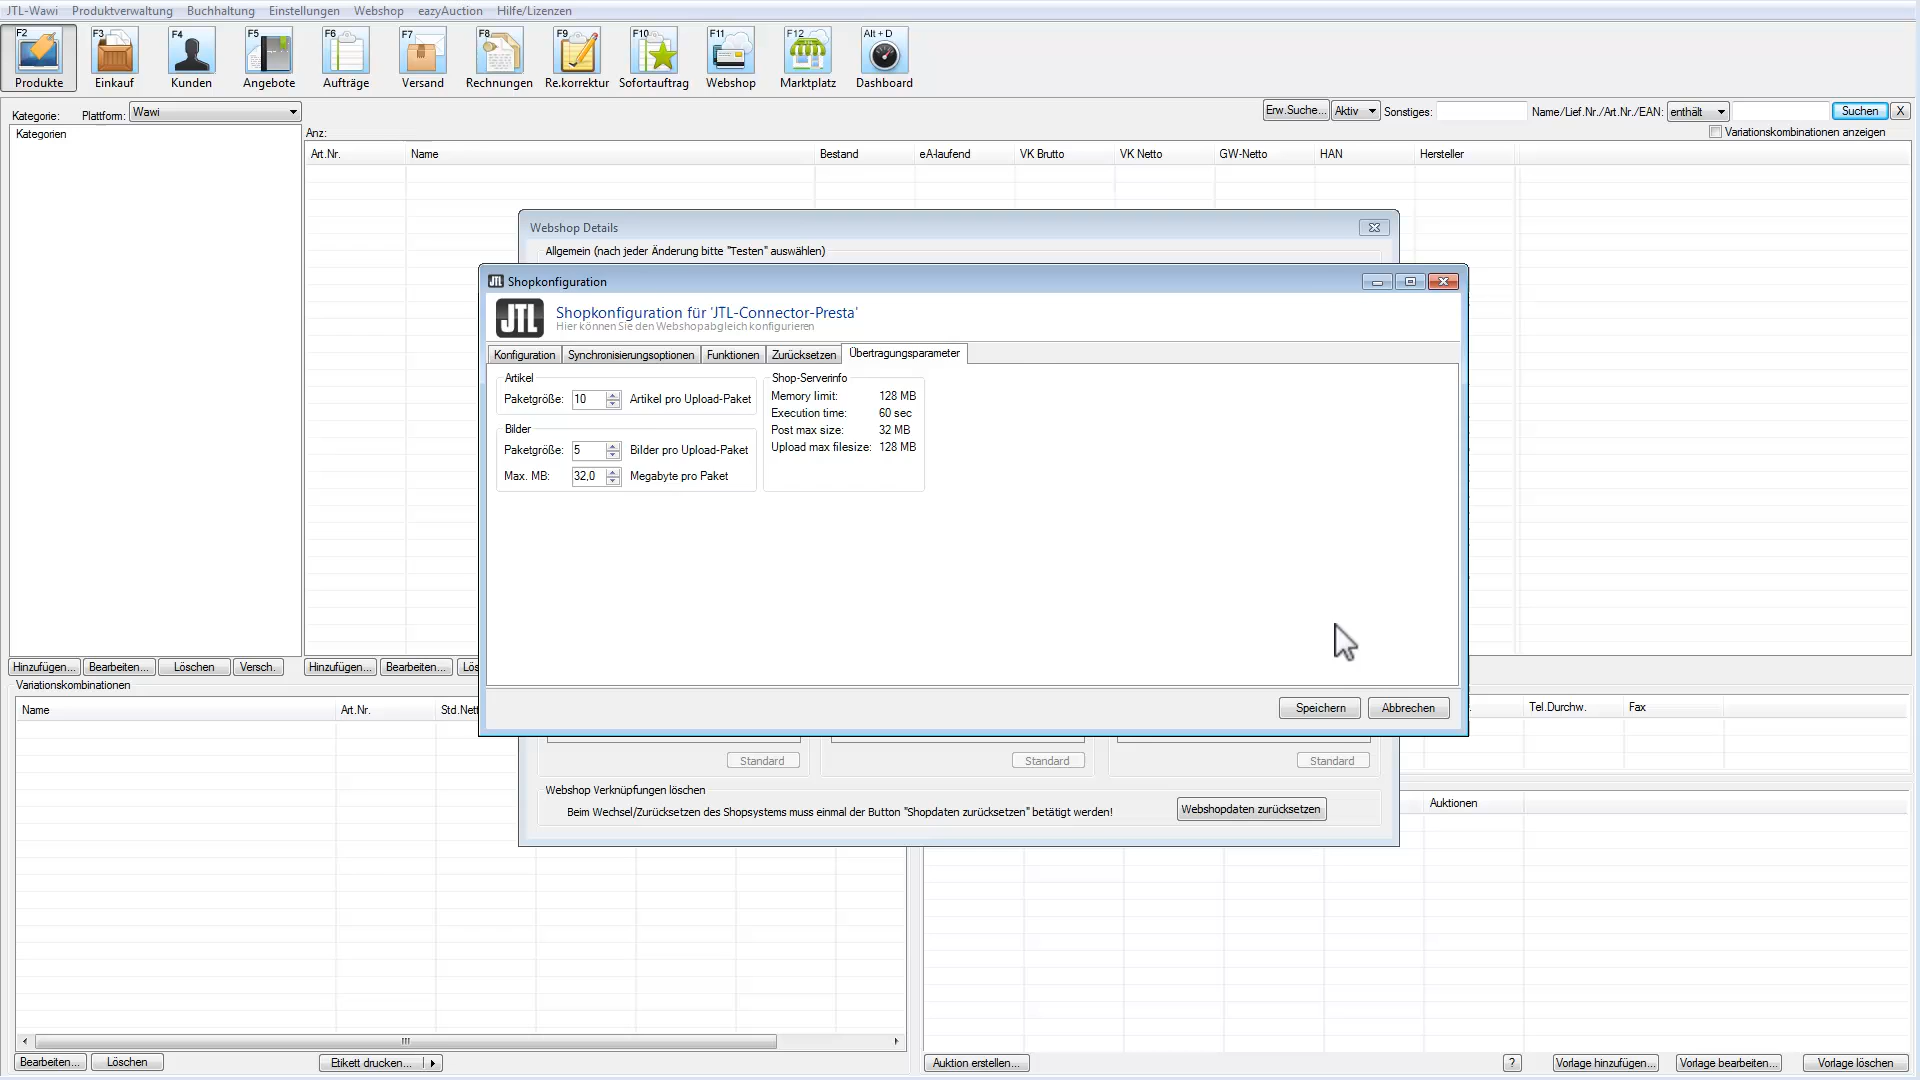 JTL-Wawi Produktverwaltung Buchhaltung Einstellungen Webshop eazyAuction Hilfe/Lizenzen
F2 F3 F4 F5 F6 F7 F8 F9 F10 F11 F12 Alt + D
Produkte Einkauf Kunden Angebote Aufträge Versand Rechnungen Re.korrektur Sofortauftrag Webshop Marktplatz Dashboard
Kategorie: Plattform: Wawi Erw.Suche... Aktiv Sonstiges: Name/Lief.Nr./Art.Nr./EAN: enthält Suchen X
Kategorien Anz: Variationskombinationen anzeigen
Art.Nr. Name Bestand eA-laufend VK Brutto VK Netto GW-Netto HAN Hersteller
Webshop Details
Allgemein (nach jeder Änderung bitte "Testen" auswählen)
JTL Shopkonfiguration
JTL Shopkonfiguration für 'JTL-Connector-Presta'
Hier können Sie den Webshopabgleich konfigurieren
Konfiguration Synchronisierungsoptionen Funktionen Zurücksetzen Übertragungsparameter
Artikel
Paketgröße: 10 Artikel pro Upload-Paket
Bilder
Paketgröße: 5 Bilder pro Upload-Paket
Max. MB: 32,0 Megabyte pro Paket
Shop-Serverinfo
Memory limit: 128 MB
Execution time: 60 sec
Post max size: 32 MB
Upload max filesize: 128 MB
Speichern Abbrechen
Hinzufügen... Bearbeiten... Löschen Versch. Hinzufügen... Bearbeiten... Lös
Variationskombinationen
Name Art.Nr. Std.Nett
Tel.Durchw. Fax
Standard Standard Standard
Webshop Verknüpfungen löschen
Beim Wechsel/Zurücksetzen des Shopsystems muss einmal der Button "Shopdaten zurücksetzen" betätigt werden! Webshopdaten zurücksetzen
Auktionen
Bearbeiten... Löschen Etikett drucken... Auktion erstellen... ? Vorlage hinzufügen... Vorlage bearbeiten... Vorlage löschen